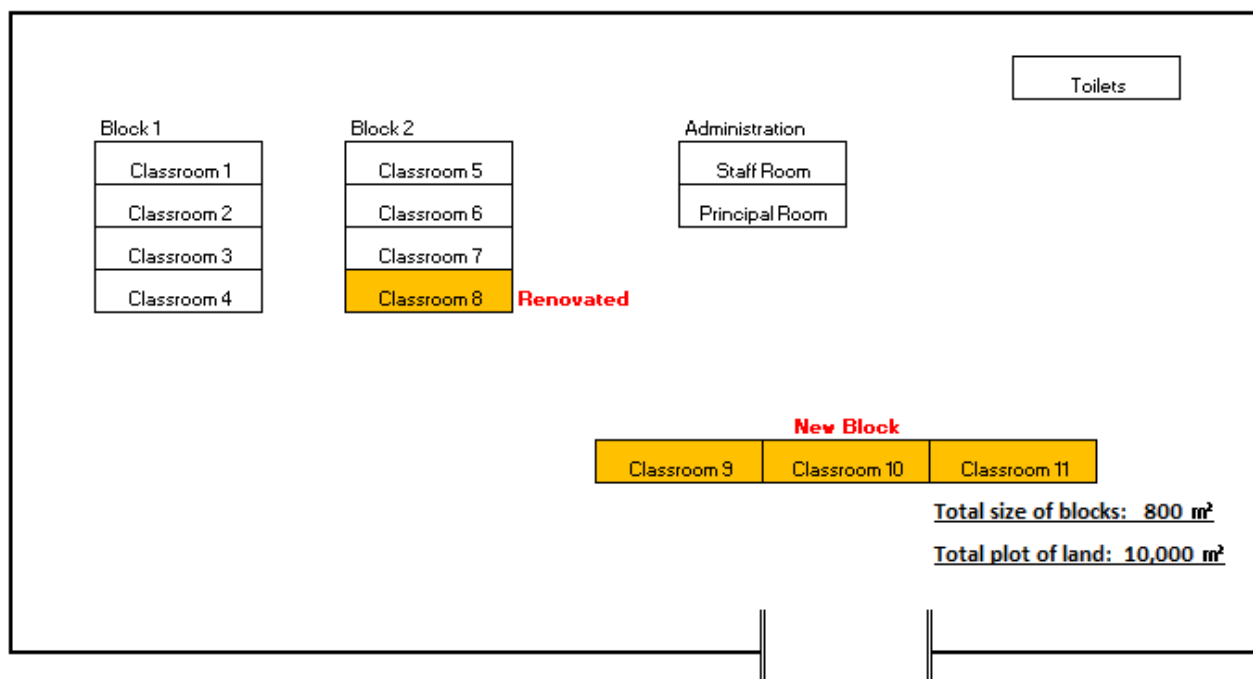 Toilets
Block 1
Classroom 1
Classroom 2
Classroom 3
Classroom 4
Block 2
Classroom 5
Classroom 6
Classroom 7
Classroom 8
Renovated
Administration
Staff Room
Principal Room
New Block
Classroom 9
Classroom 10
Classroom 11
Total size of blocks: 800 m²
Total plot of land: 10,000 m²